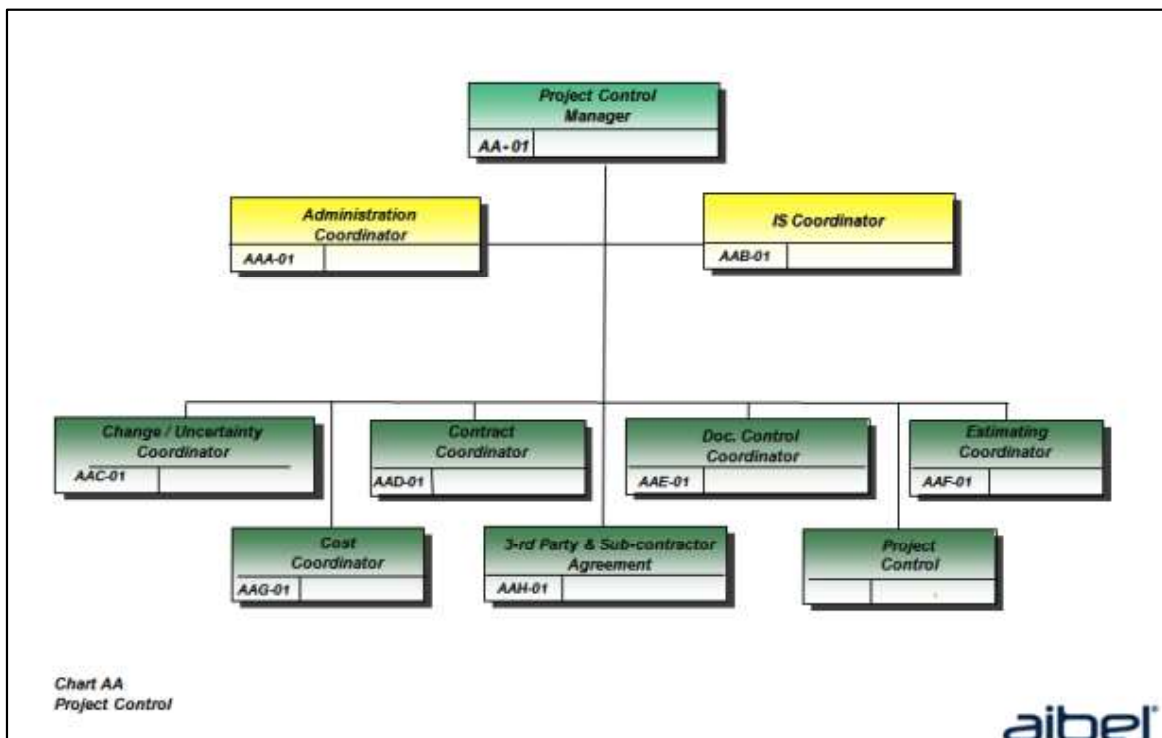 Project Control
Manager
AA-01
Administration
Coordinator
AAA-01
IS Coordinator
AAB-01
Change / Uncertainty
Coordinator
AAC-01
Contract
Coordinator
AAD-01
Doc. Control
Coordinator
AAE-01
Estimating
Coordinator
AAF-01
Cost
Coordinator
AAG-01
3-rd Party & Sub-contractor
Agreement
AAH-01
Project
Control
Chart AA
Project Control
aibel